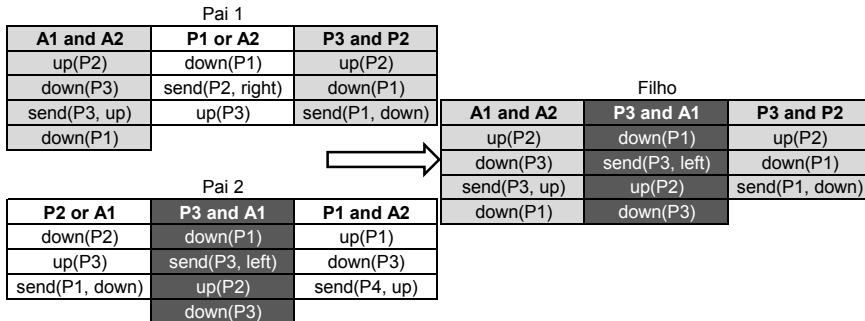 Pai 1
A1 and A2 P1 or A2 P3 and P2
up(P2) down(P1) up(P2)
down(P3) send(P2, right) down(P1)
send(P3, up) up(P3) send(P1, down)
down(P1)
Pai 2
P2 or A1 P3 and A1 P1 and A2
down(P2) down(P1) up(P1)
up(P3) send(P3, left) down(P3)
send(P1, down) up(P2) send(P4, up)
down(P3)
Filho
A1 and A2 P3 and A1 P3 and P2
up(P2) down(P1) up(P2)
down(P3) send(P3, left) down(P1)
send(P3, up) up(P2) send(P1, down)
down(P1) down(P3)